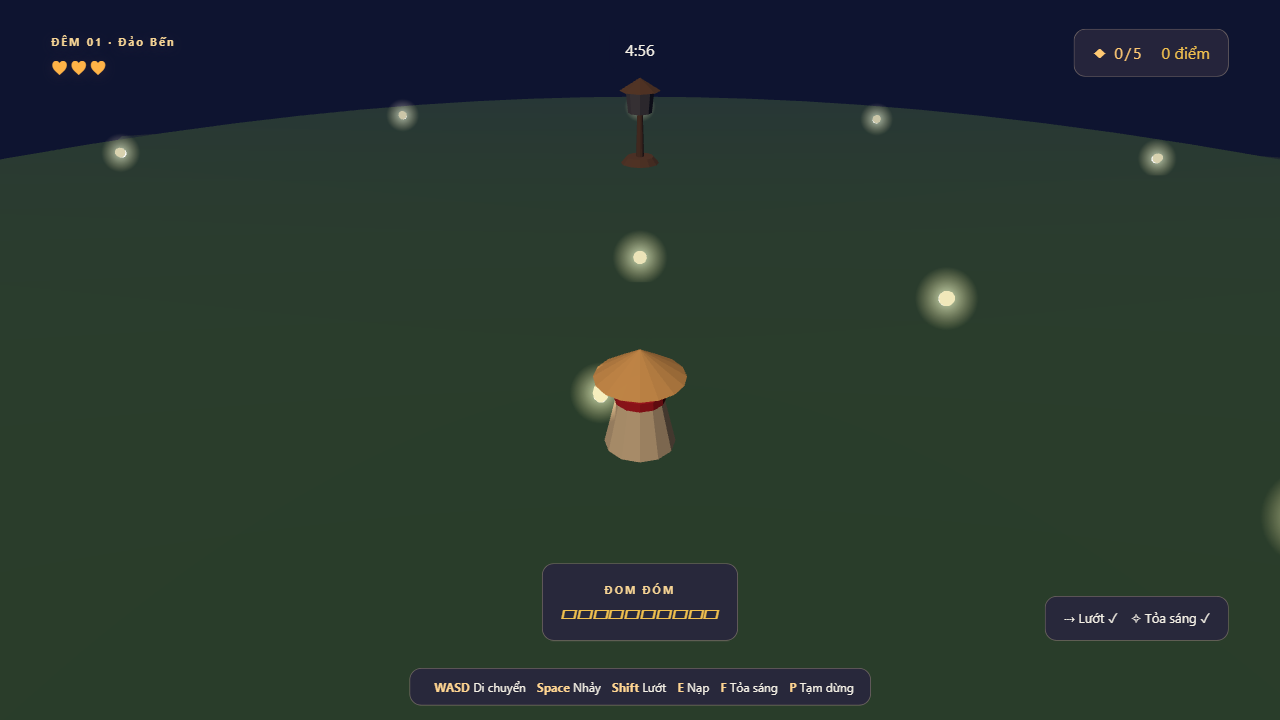 ĐÊM 01 · Đảo Bến
4:56
0/5 0 điểm
ĐOM ĐÓM
→ Lướt ✓ ✧ Tỏa sáng ✓
WASD Di chuyển Space Nhảy Shift Lướt E Nạp F Tỏa sáng P Tạm dừng